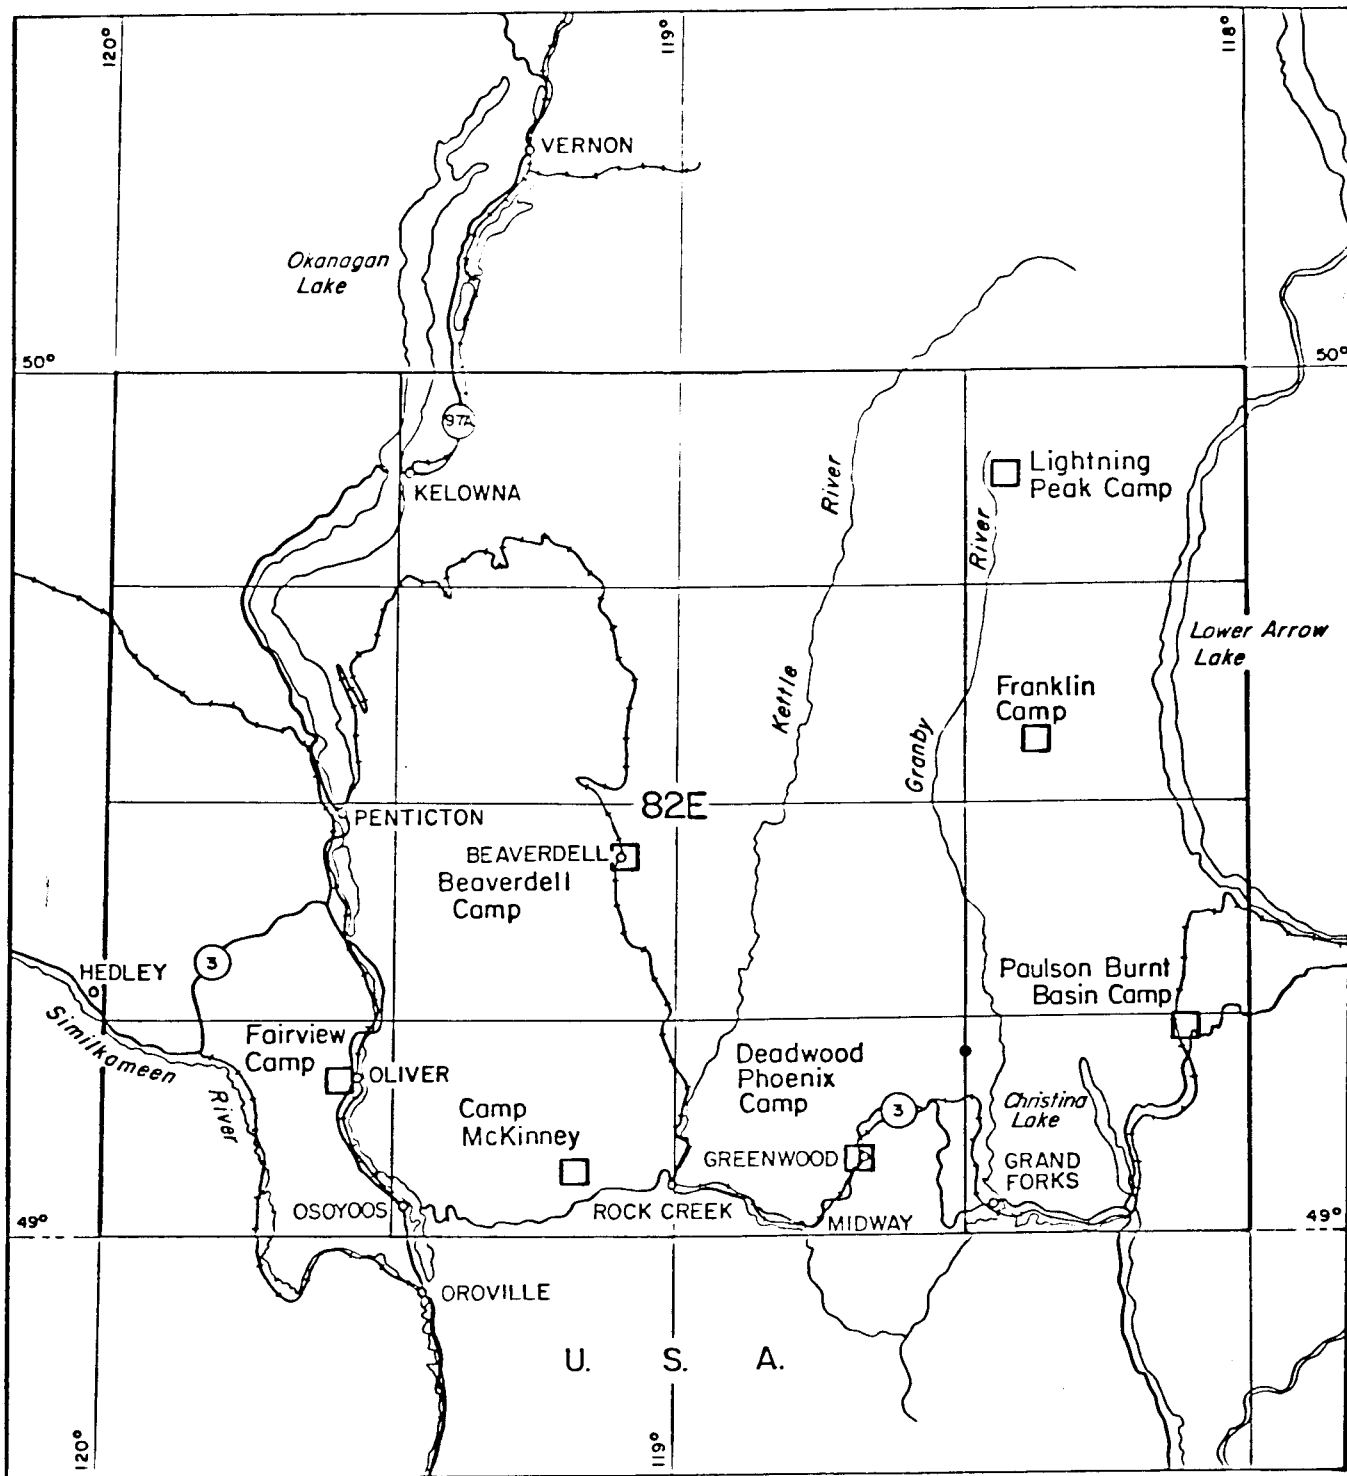 120°
119°
118°
VERNON
Okanagan
Lake
50°
50°
97A
KELOWNA
River
Lightning
Peak Camp
River
Lower Arrow
Lake
Kettle
Franklin
Camp
Granby
82E
PENTICTON
BEAVERDELL
Beaverdell
Camp
3
HEDLEY
Paulson Burnt
Basin Camp
Similkameen
River
Fairview
Camp
OLIVER
Deadwood
Phoenix
Camp
3
Christina
Lake
Camp
McKinney
GREENWOOD
GRAND
FORKS
OSOYOOS
ROCK CREEK
MIDWAY
49°
49°
OROVILLE
U. S. A.
120°
119°